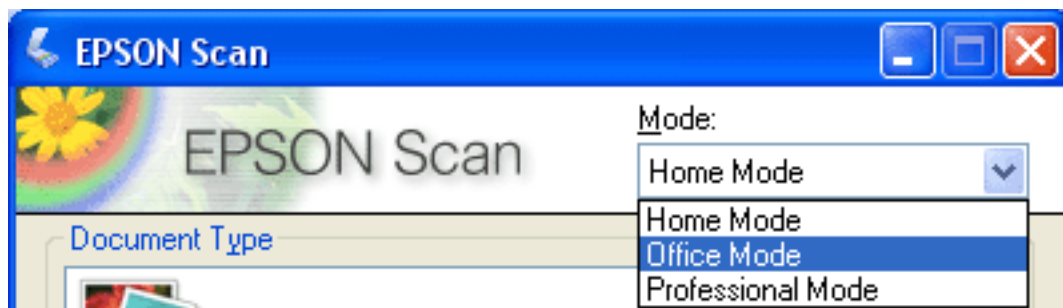 EPSON Scan
EPSON Scan
Mode:
Home Mode
Home Mode
Office Mode
Professional Mode
Document Type